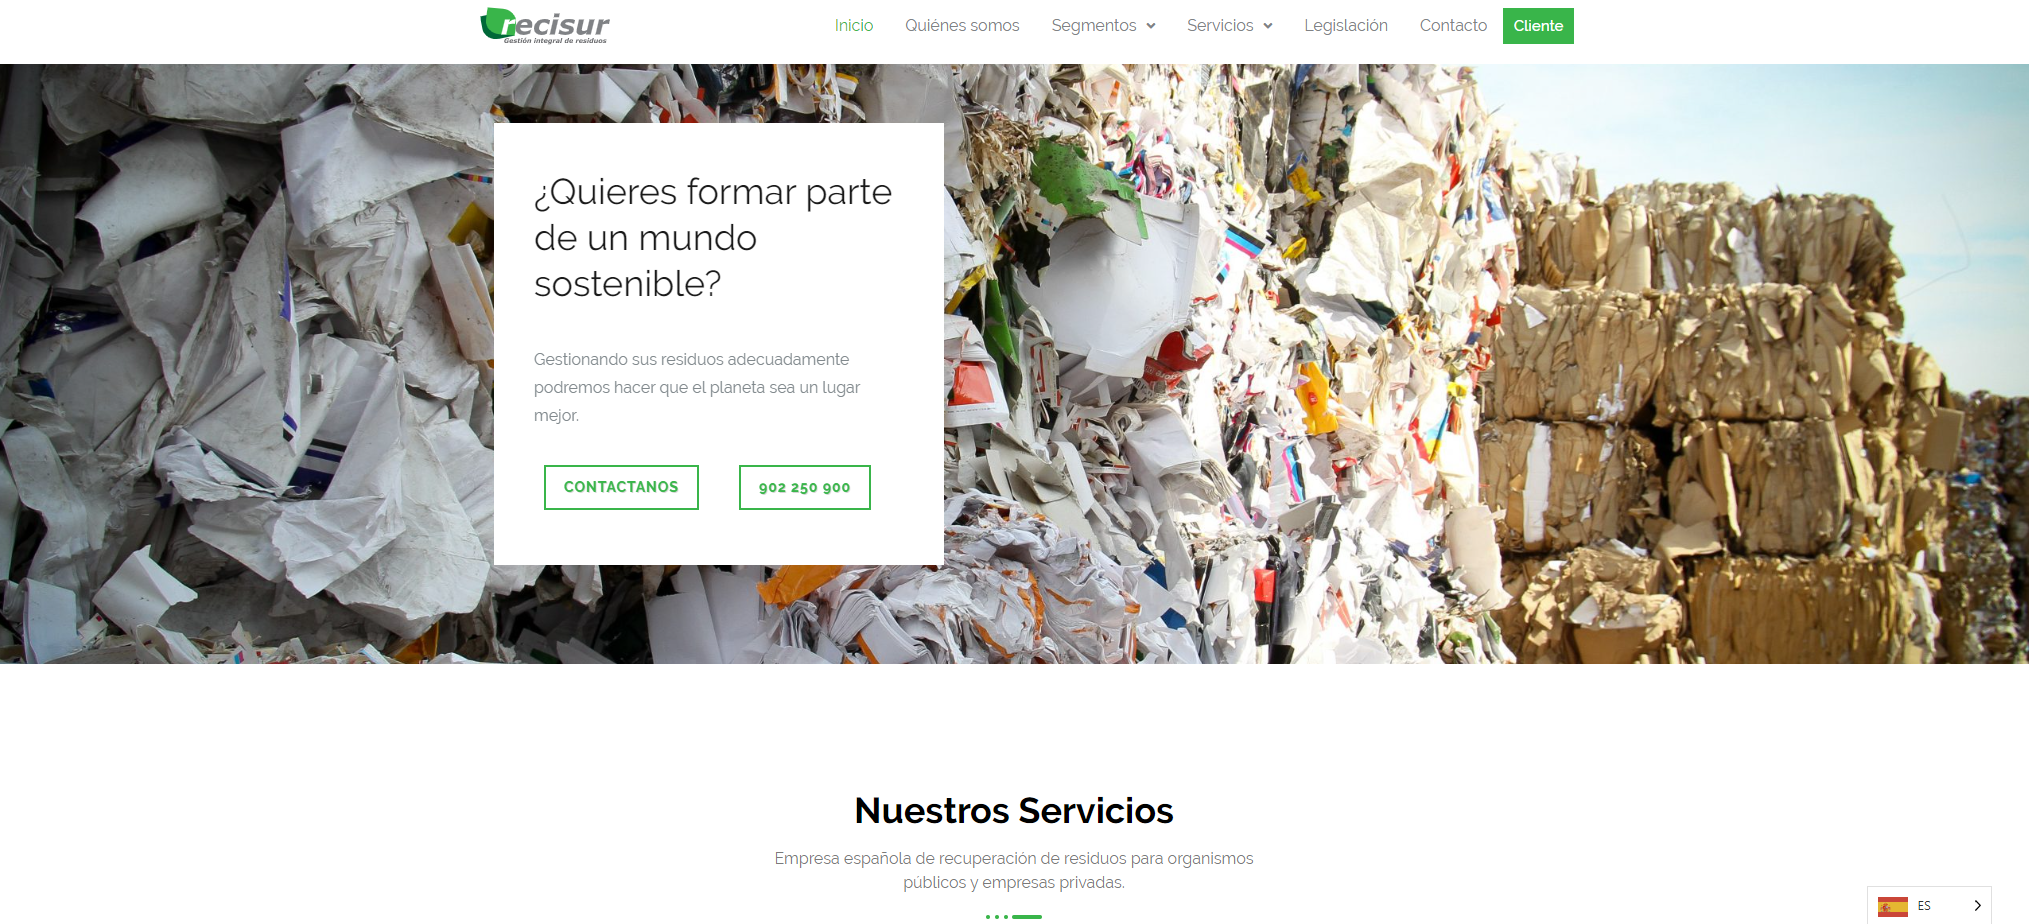 recisur
Gestión integral de residuos
Inicio
Quiénes somos
Segmentos
Servicios
Legislación
Contacto
Cliente
¿Quieres formar parte
de un mundo
sostenible?
Gestionando sus residuos adecuadamente
podremos hacer que el planeta sea un lugar
mejor.
CONTACTANOS
902 250 900
Nuestros Servicios
Empresa española de recuperación de residuos para organismos
públicos y empresas privadas.
ES